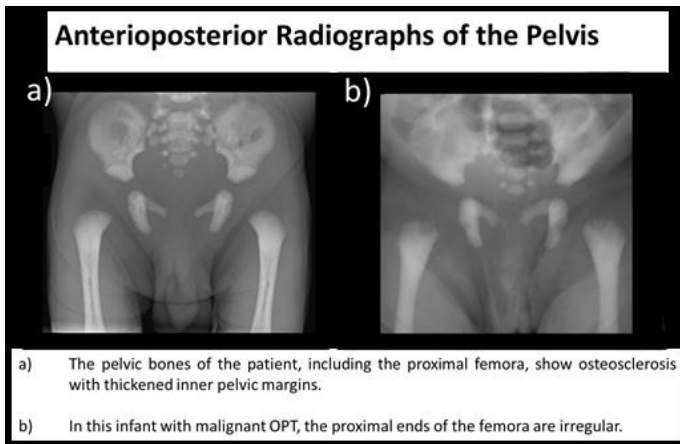 Anterioposterior Radiographs of the Pelvis
a)
b)
a) The pelvic bones of the patient, including the proximal femora, show osteosclerosis
with thickened inner pelvic margins.
b) In this infant with malignant OPT, the proximal ends of the femora are irregular.